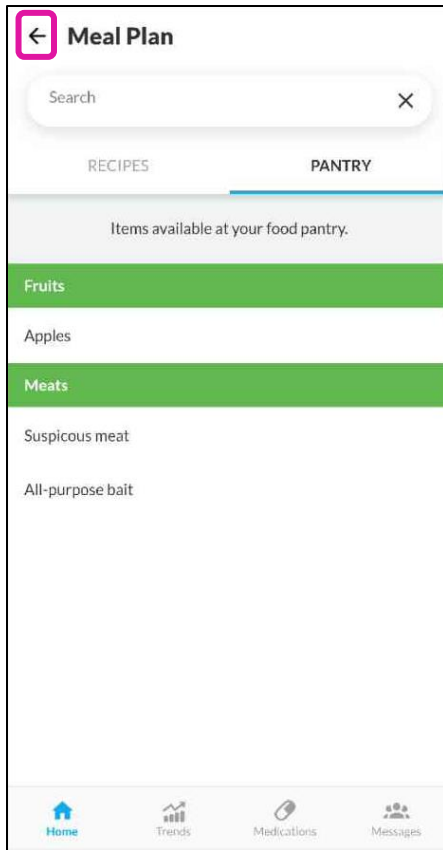 Meal Plan
Search
RECIPES PANTRY
Items available at your food pantry.
Fruits
Apples
Meats
Suspicous meat
All-purpose bait
Home Trends Medications Messages